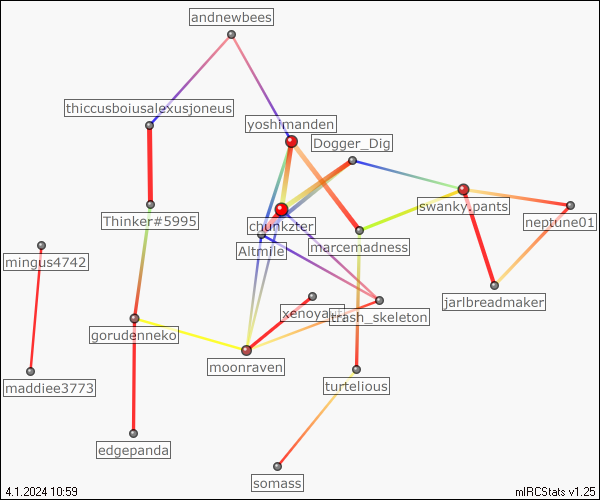 andnewbees
thiccusboiusalexusjoneus
yoshimanden
Dogger_Dig
swanky.pants
Thinker#5995
chunkzter
neptune01
Altmile
marcemadness
mingus4742
jarlbreadmaker
trash_skeleton
gorudenneko
moonraven
maddiee3773
turtelious
edgepanda
somass
4.1.2024 10:59
mIRCStats v1.25